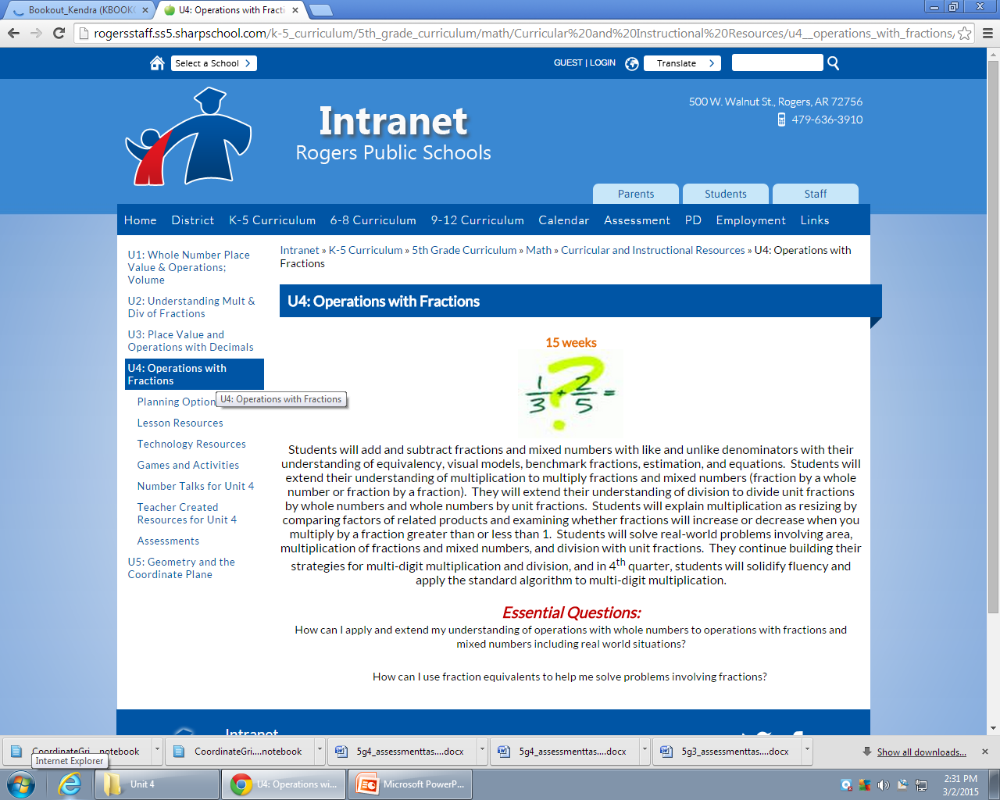 Bookout_Kendra (KBOOKO
U4: Operations with Fracti
rogersstaff.ss5.sharpschool.com/k-5_curriculum/5th_grade_curriculum/math/Curricular%20and%20Instructional%20Resources/u4__operations_with_fractions/
Select a School
GUEST | LOGIN
Translate
500 W. Walnut St., Rogers, AR 72756
479-636-3910
Intranet
Rogers Public Schools
Parents Students Staff
Home District K-5 Curriculum 6-8 Curriculum 9-12 Curriculum Calendar Assessment PD Employment Links
U1: Whole Number Place
Value & Operations;
Volume
U2: Understanding Mult &
Div of Fractions
U3: Place Value and
Operations with Decimals
U4: Operations with
Fractions
Planning Option
U4: Operations with Fractions
Lesson Resources
Technology Resources
Games and Activities
Number Talks for Unit 4
Teacher Created
Resources for Unit 4
Assessments
U5: Geometry and the
Coordinate Plane
Intranet » K-5 Curriculum » 5th Grade Curriculum » Math » Curricular and Instructional Resources » U4: Operations with
Fractions
U4: Operations with Fractions
15 weeks
1/3 + 2/5 =
?
Students will add and subtract fractions and mixed numbers with like and unlike denominators with their
understanding of equivalency, visual models, benchmark fractions, estimation, and equations. Students will
extend their understanding of multiplication to multiply fractions and mixed numbers (fraction by a whole
number or fraction by a fraction). They will extend their understanding of division to divide unit fractions
by whole numbers and whole numbers by unit fractions. Students will explain multiplication as resizing by
comparing factors of related products and examining whether fractions will increase or decrease when you
multiply by a fraction greater than or less than 1. Students will solve real-world problems involving area,
multiplication of fractions and mixed numbers, and division with unit fractions. They continue building their
strategies for multi-digit multiplication and division, and in 4th quarter, students will solidify fluency and
apply the standard algorithm to multi-digit multiplication.
Essential Questions:
How can I apply and extend my understanding of operations with whole numbers to operations with fractions and
mixed numbers including real world situations?
How can I use fraction equivalents to help me solve problems involving fractions?
Intranet
CoordinateGri....notebook
CoordinateGri....notebook
5g4_assessmenttas....docx
5g4_assessmenttas....docx
5g3_assessmenttas....docx
Show all downloads...
Internet Explorer
Unit 4
U4: Operations wi...
Microsoft PowerP...
2:31 PM
3/2/2015